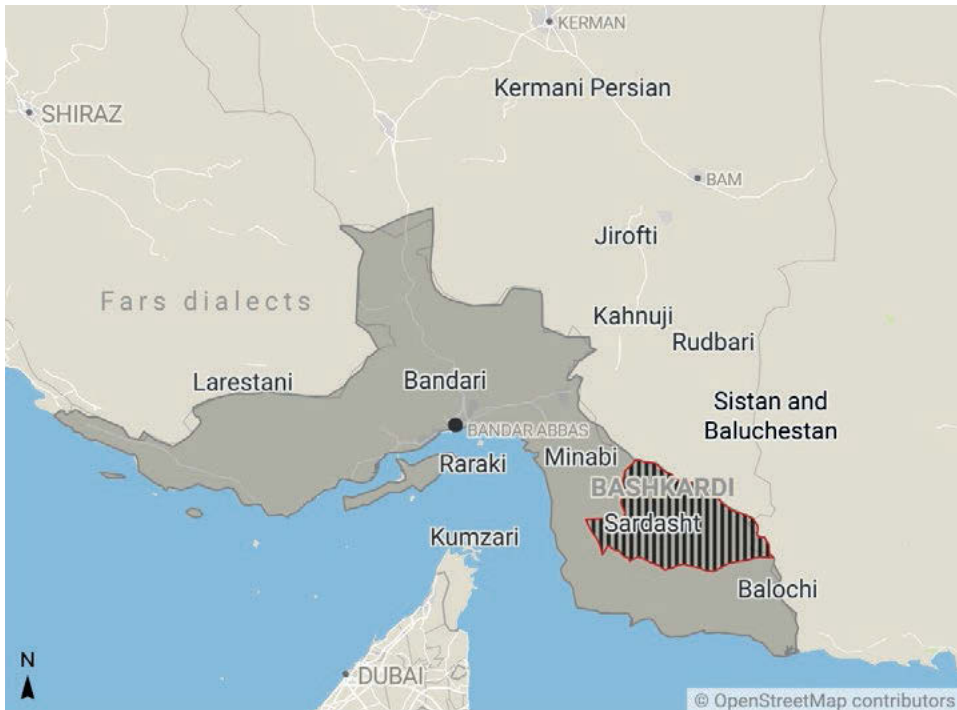 KERMAN
Kermani Persian
SHIRAZ
BAM
Jirofti
Fars dialects
Kahnuji
Rudbari
Larestani
Bandari
Sistan and
Baluchestan
BANDAR ABBAS
Minabi
Raraki
BASHKARDI
Sardasht
Kumzari
Balochi
N
DUBAI
© OpenStreetMap contributors